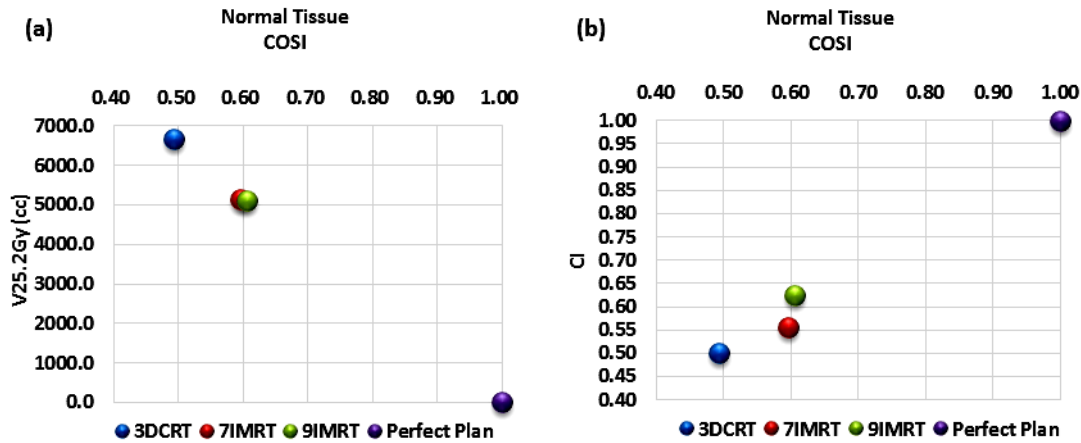 (a)
Normal Tissue
COSI
0.40 0.50 0.60 0.70 0.80 0.90 1.00
7000.0
6000.0
5000.0
4000.0
3000.0
2000.0
1000.0
0.0
V25.2Gy (cc)
3DCRT 7IMRT 9IMRT Perfect Plan
(b)
Normal Tissue
COSI
0.40 0.50 0.60 0.70 0.80 0.90 1.00
1.00
0.95
0.90
0.85
0.80
0.75
0.70
0.65
0.60
0.55
0.50
0.45
0.40
CI
3DCRT 7IMRT 9IMRT Perfect Plan